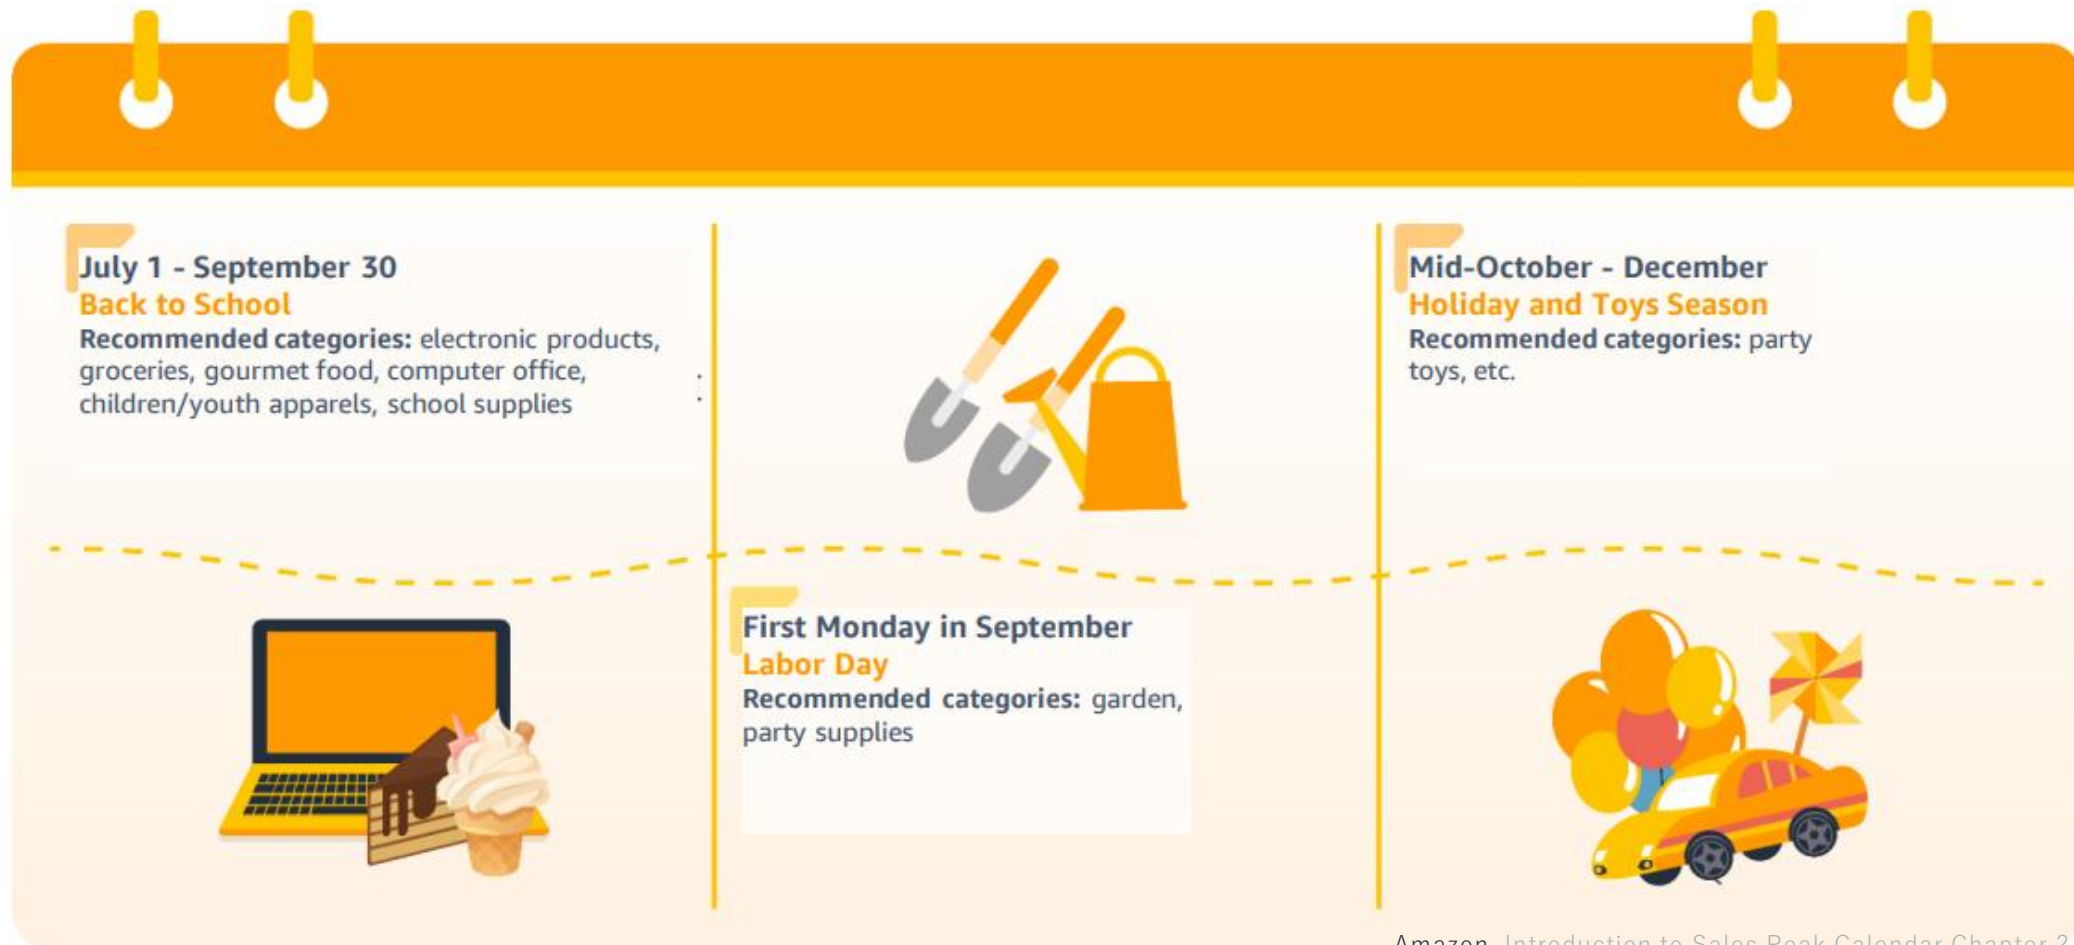 July 1 - September 30
Back to School
Recommended categories: electronic products,
groceries, gourmet food, computer office,
children/youth apparels, school supplies
First Monday in September
Labor Day
Recommended categories: garden,
party supplies
Mid-October - December
Holiday and Toys Season
Recommended categories: party
toys, etc.
Amazon Introduction to Sales Peak Calendar Chapter 2